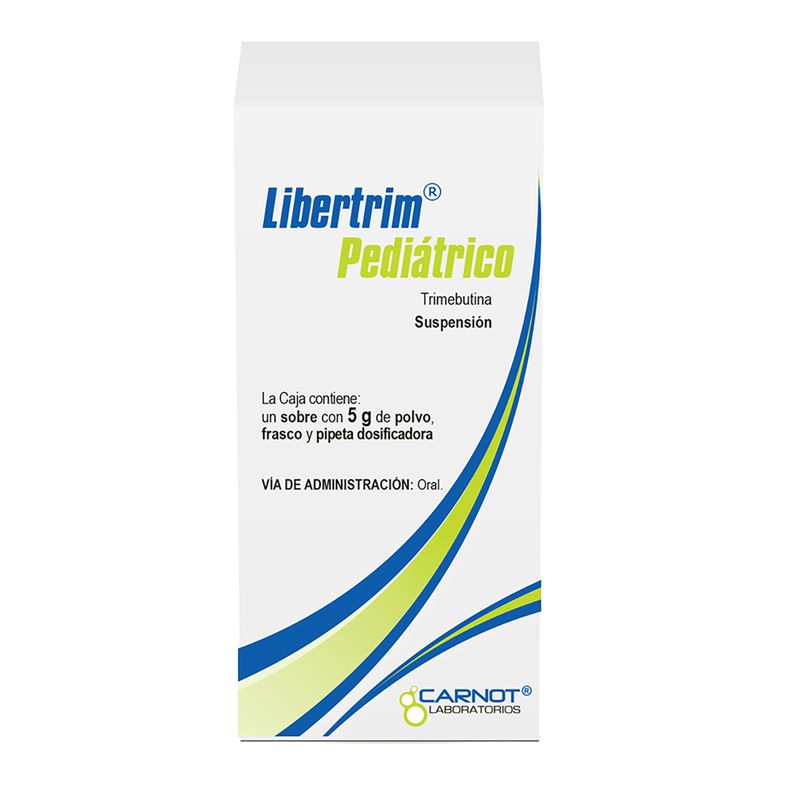 Libertrim®
Pediátrico
Trimebutina
Suspensión
La Caja contiene:
un sobre con 5 g de polvo,
frasco y pipeta dosificadora
VÍA DE ADMINISTRACIÓN: Oral.
CARNOT®
LABORATORIOS